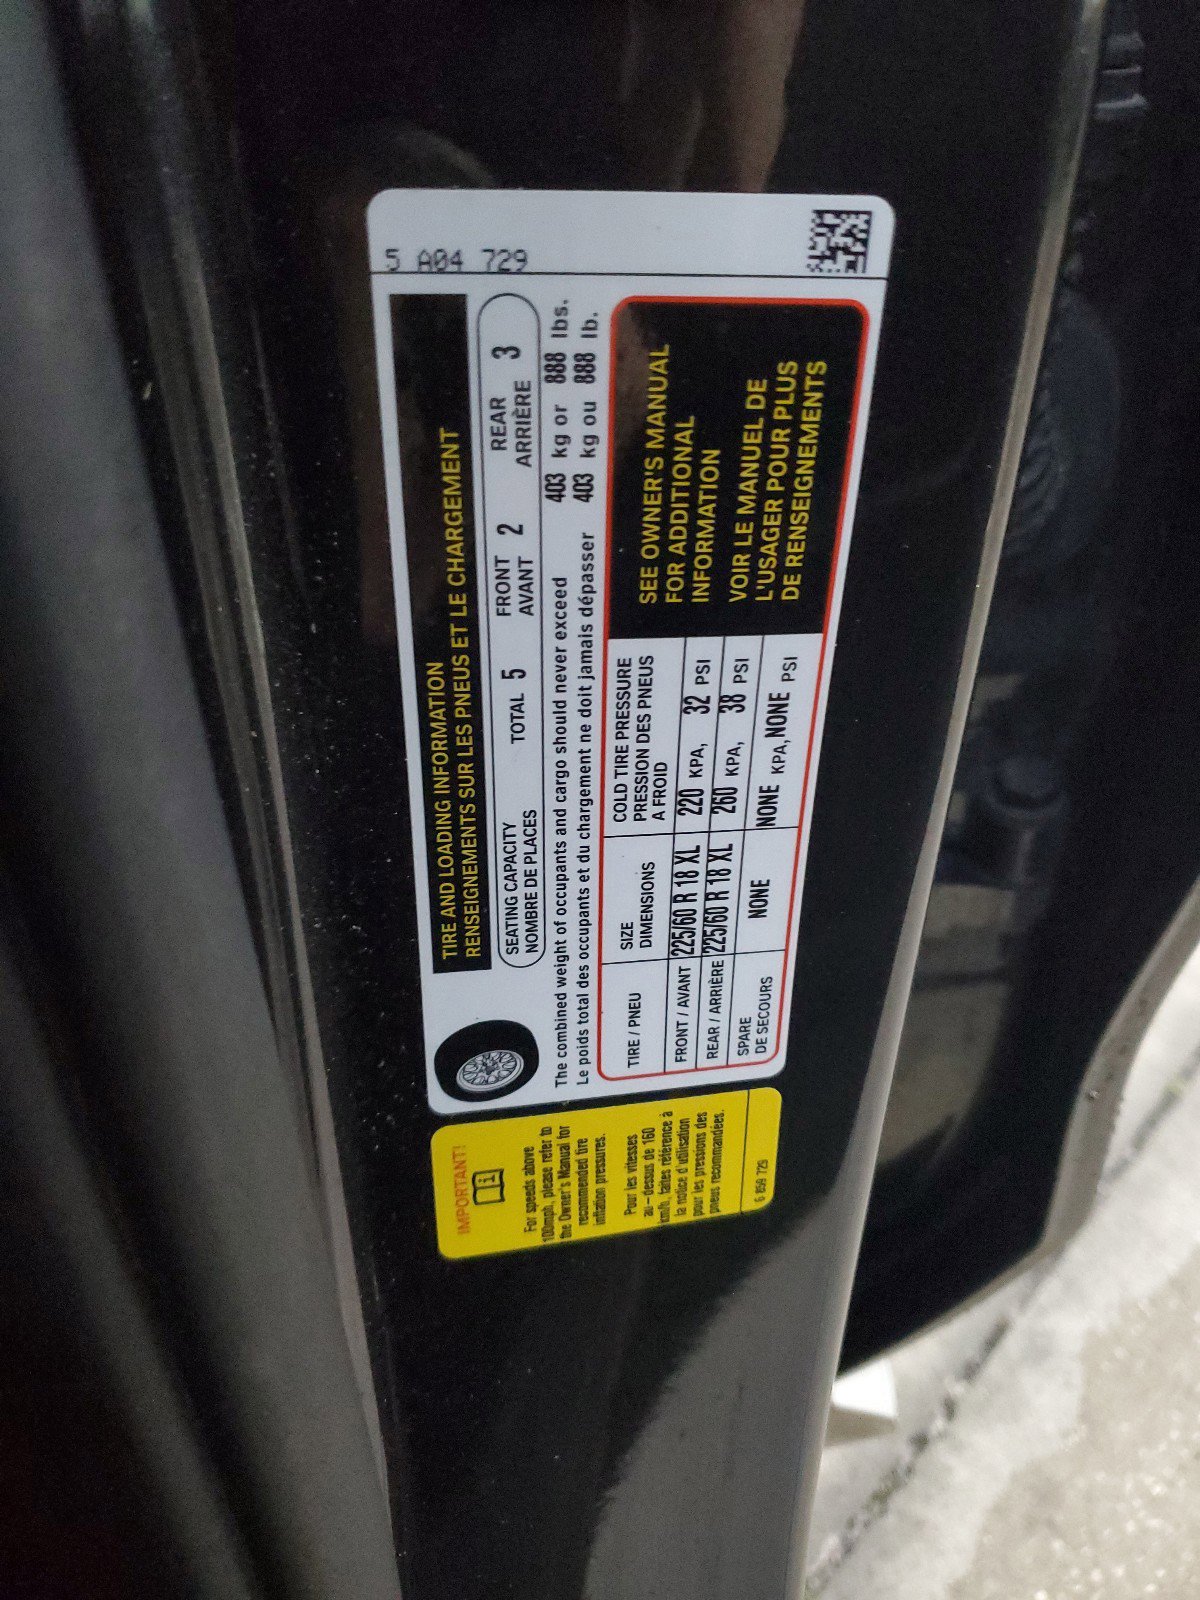 5 A04 729
TIRE AND LOADING INFORMATION
RENSEIGNEMENTS SUR LES PNEUS ET LE CHARGEMENT
SEATING CAPACITY
NOMBRE DE PLACES
TOTAL 5
FRONT
AVANT 2
REAR
ARRIÈRE 3
The combined weight of occupants and cargo should never exceed 403 kg or 888 lbs.
Le poids total des occupants et du chargement ne doit jamais dépasser 403 kg ou 888 lb.
TIRE / PNEU
SIZE
DIMENSIONS
COLD TIRE PRESSURE
PRESSION DES PNEUS
A FROID
FRONT / AVANT 225/60 R 18 XL 220 KPA, 32 PSI
REAR / ARRIÈRE 225/60 R 18 XL 260 KPA, 38 PSI
SPARE
DE SECOURS NONE NONE KPA, NONE PSI
SEE OWNER'S MANUAL
FOR ADDITIONAL
INFORMATION
VOIR LE MANUEL DE
L'USAGER POUR PLUS
DE RENSEIGNEMENTS
IMPORTANT!
i
For speeds above
100mph, please refer to
the Owner's Manual for
recommended tire
inflation pressures.
Pour les vitesses
au-dessus de 160
km/h, faites référence à
la notice d'utilisation
pour les pressions des
pneus recommandées.
6 859 729